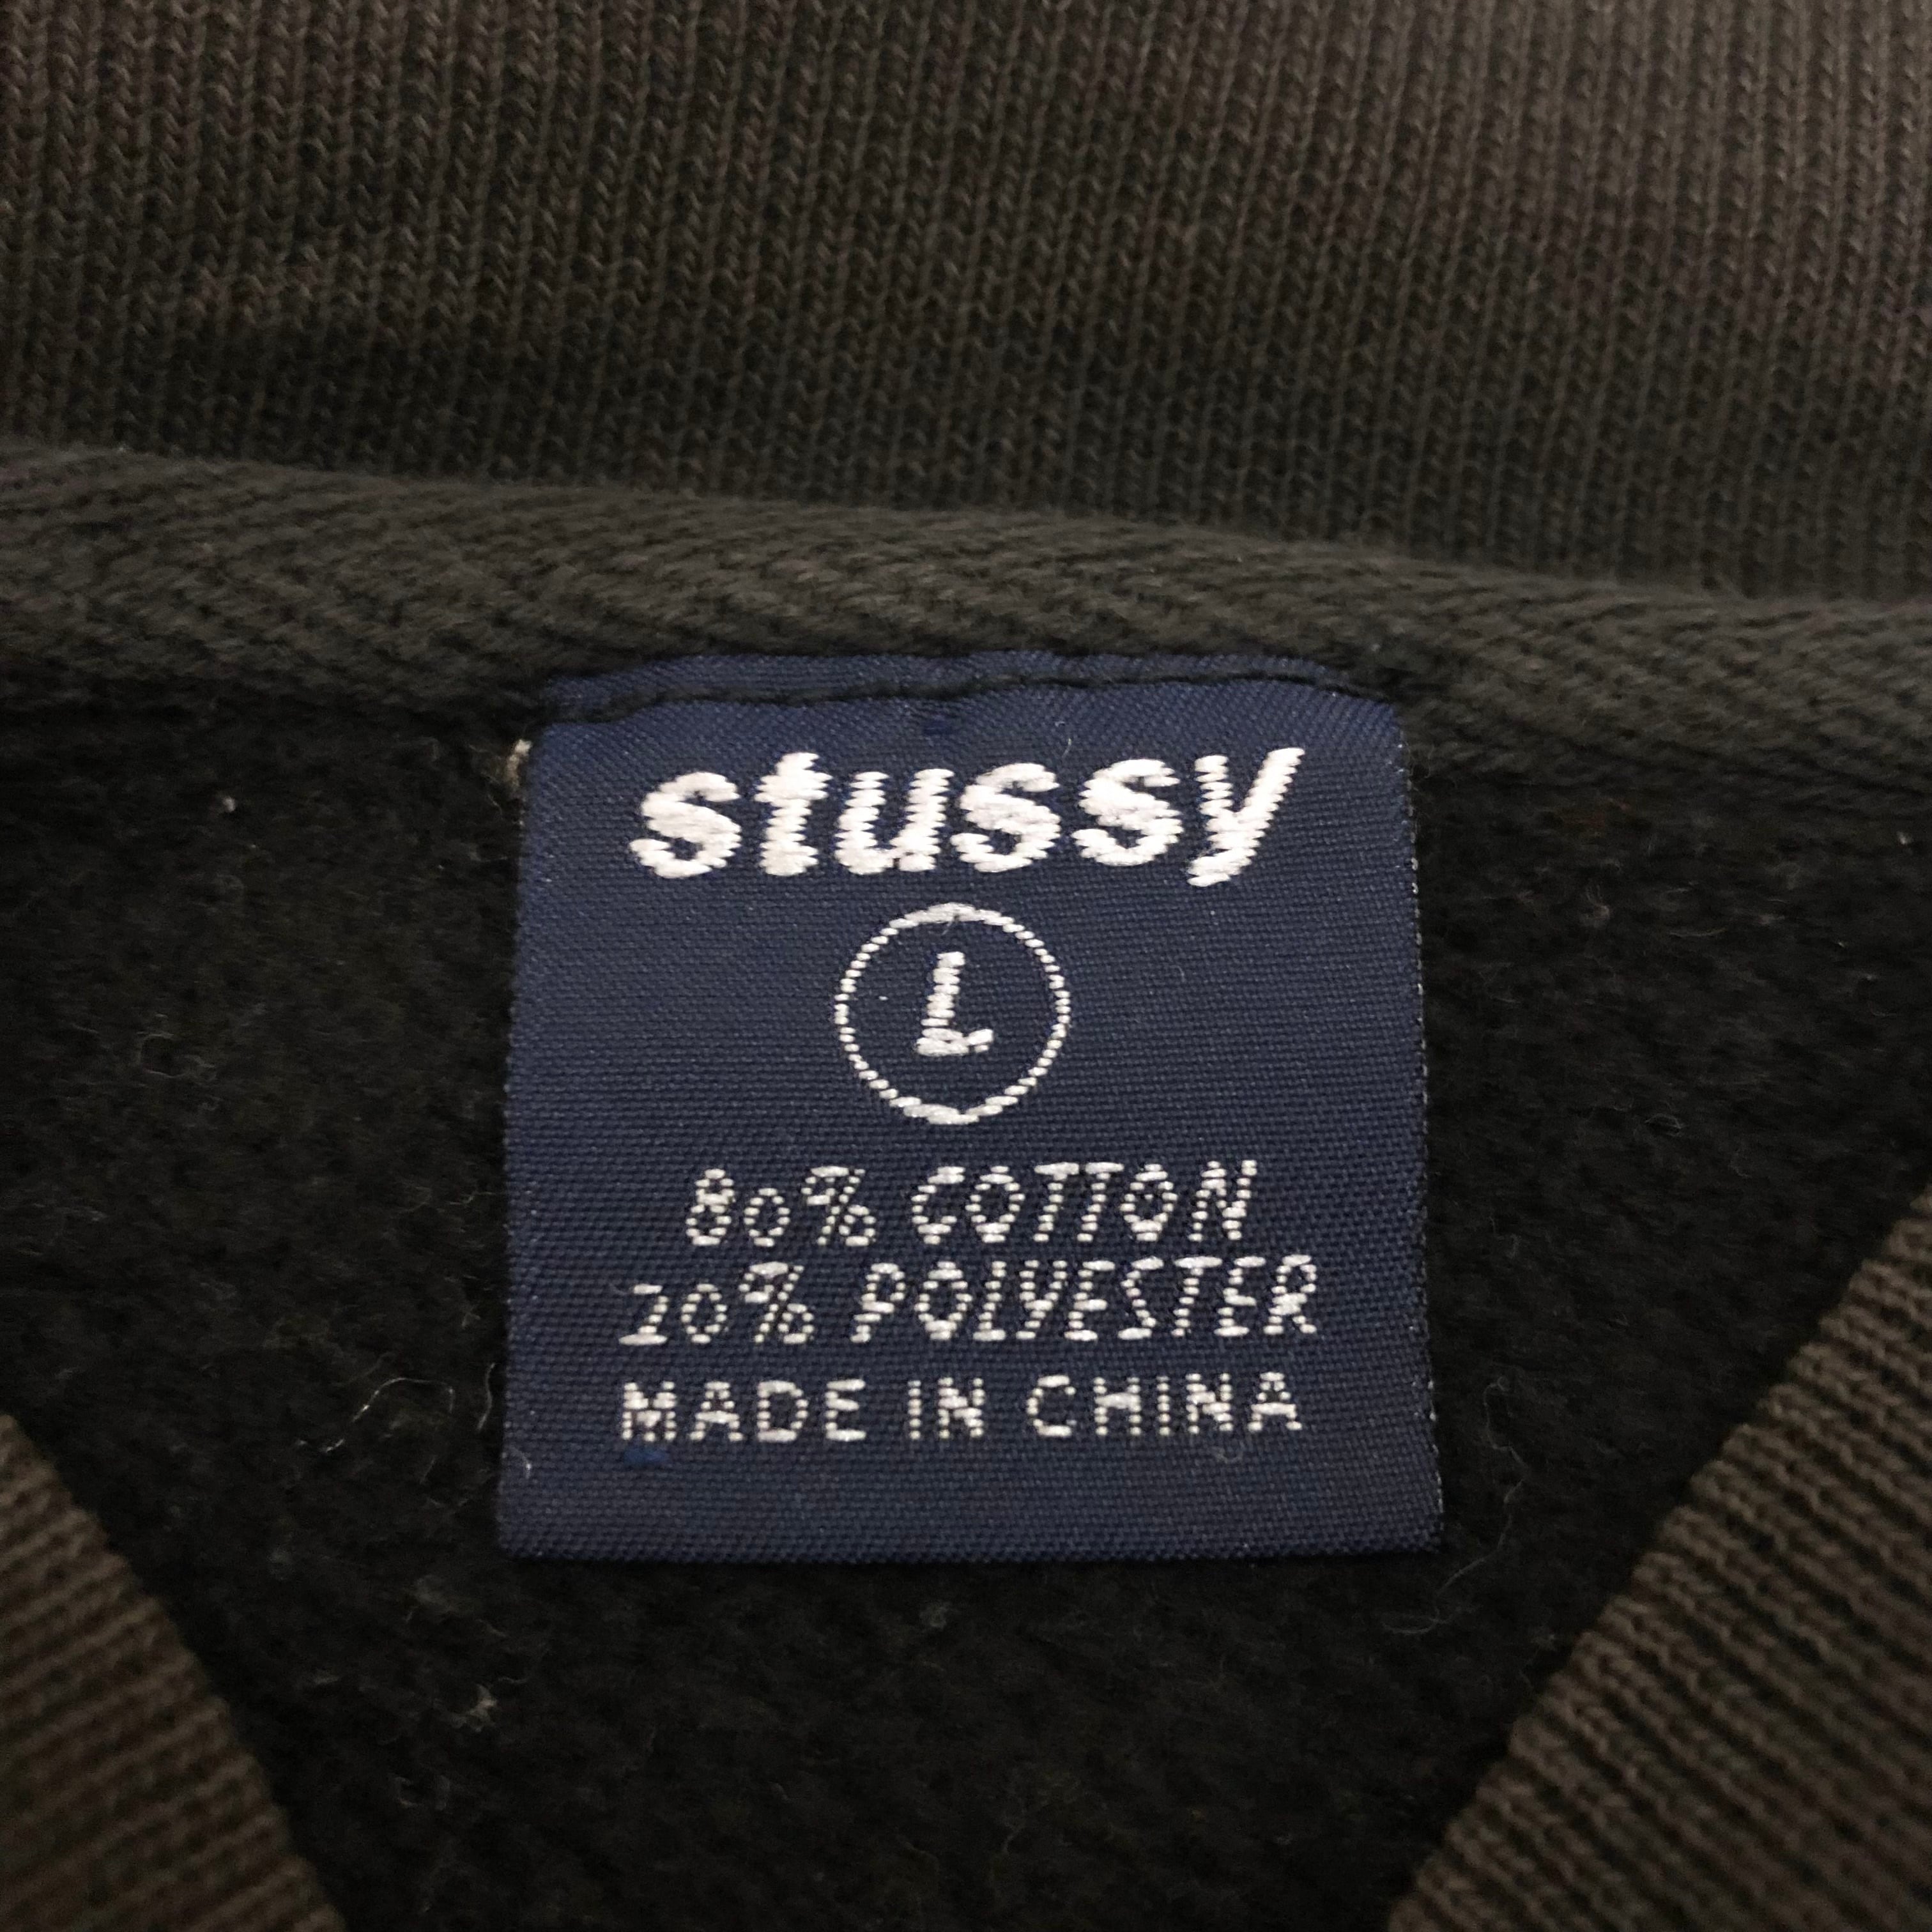 stussy
L
80% COTTON
20% POLYESTER
MADE IN CHINA